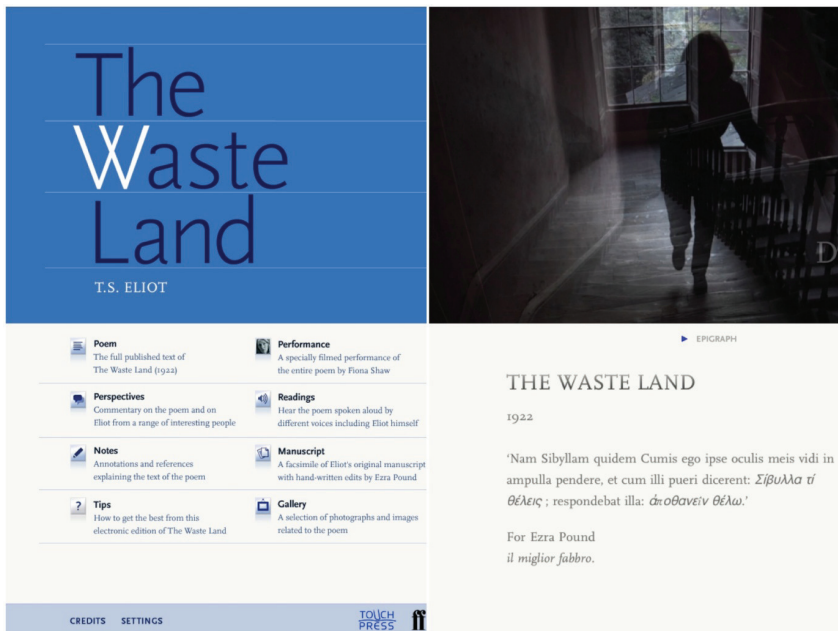 The
Waste
Land
T.S. ELIOT
Poem
The full published text of
The Waste Land (1922)
Performance
A specially filmed performance of
the entire poem by Fiona Shaw
Perspectives
Commentary on the poem and on
Eliot from a range of interesting people
Readings
Hear the poem spoken aloud by
different voices including Eliot himself
Notes
Annotations and references
explaining the text of the poem
Manuscript
A facsimile of Eliot's original manuscript
with hand-written edits by Ezra Pound
Tips
How to get the best from this
electronic edition of The Waste Land
Gallery
A selection of photographs and images
related to the poem
CREDITS SETTINGS
TOUCH
PRESS
ff
D
EPIGRAPH
THE WASTE LAND
1922
‘Nam Sibyllam quidem Cumis ego ipse oculis meis vidi in
ampulla pendere, et cum illi pueri dicerent: Σίβυλλα τί
θέλεις ; respondebat illa: ἀποθανεῖν θέλω.’
For Ezra Pound
il miglior fabbro.